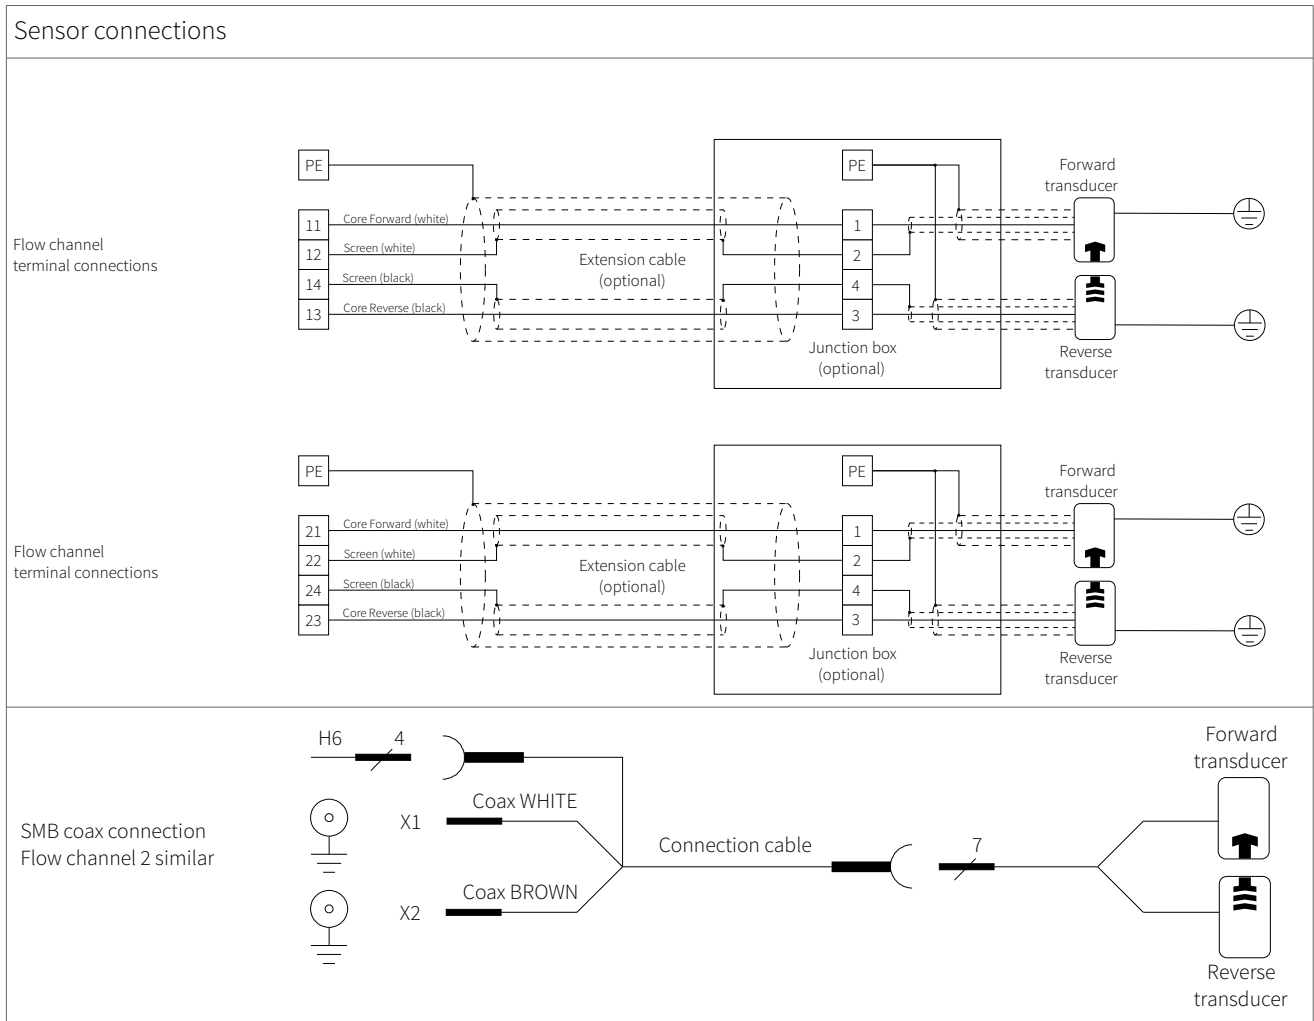 Sensor connections
Flow channel
terminal connections
PE
11
Core Forward (white)
12
Screen (white)
14
Screen (black)
13
Core Reverse (black)
Extension cable
(optional)
PE
1
2
4
3
Junction box
(optional)
Forward
transducer
Reverse
transducer
Flow channel
terminal connections
PE
21
Core Forward (white)
22
Screen (white)
24
Screen (black)
23
Core Reverse (black)
Extension cable
(optional)
PE
1
2
4
3
Junction box
(optional)
Forward
transducer
Reverse
transducer
SMB coax connection
Flow channel 2 similar
H6
4
X1
Coax WHITE
X2
Coax BROWN
Connection cable
7
Forward
transducer
Reverse
transducer